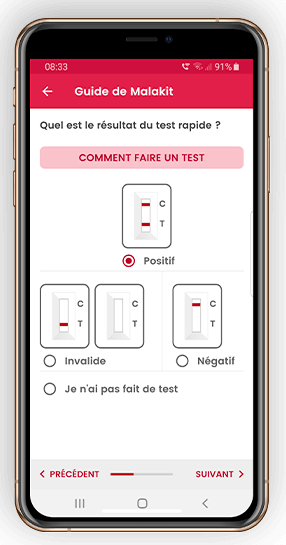 08:33 91%
Guide de Malakit
Quel est le résultat du test rapide ?
COMMENT FAIRE UN TEST
C
T
Positif
C
T
C
T
C
T
Invalide
Négatif
Je n'ai pas fait de test
PRÉCÉDENT SUIVANT